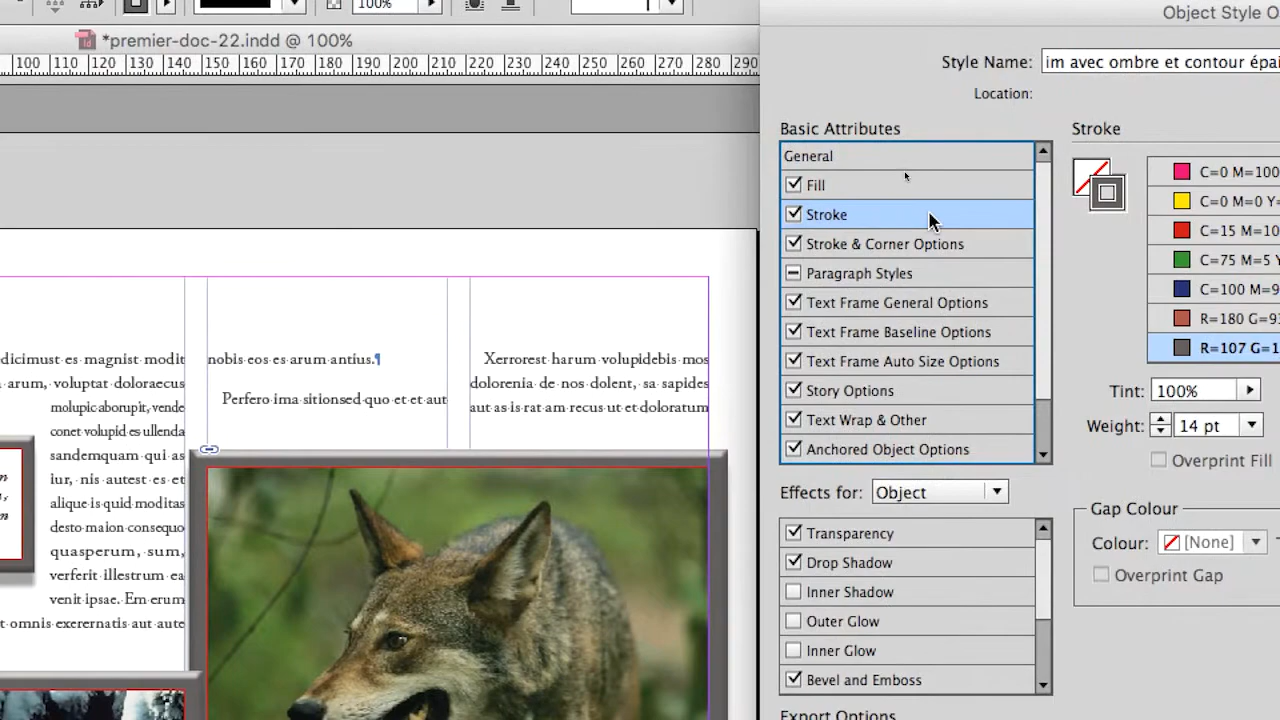 100%
*premier-doc-22.indd @ 100%
100 110 120 130 140 150 160 170 180 190 200 210 220 230 240 250 260 270 280 290
dicimust es magnist modit
arum, voluptat doloraecus
molupic aborupit, vende
conet volupid es ullenda
sandemquam qui as
iur, nis autest es et
alique is quid moditas
desto maion consequo
quasperum, sum,
verferit illestrum ea
venit ipsae. Em erum
t omnis exerernatis aut aute
nobis eos es arum antius.¶
Perfero ima sitionsed quo et et aut
Xerrorest harum volupidebis mos
dolorenia de nos dolent, sa sapides
aut as is rat am recus ut et doloratum
Object Style O
Style Name: im avec ombre et contour épai
Location:
Basic Attributes
General
Fill
Stroke
Stroke & Corner Options
Paragraph Styles
Text Frame General Options
Text Frame Baseline Options
Text Frame Auto Size Options
Story Options
Text Wrap & Other
Anchored Object Options
Effects for: Object
Transparency
Drop Shadow
Inner Shadow
Outer Glow
Inner Glow
Bevel and Emboss
Export Options
Stroke
C=0 M=100
C=0 M=0 Y=
C=15 M=10
C=75 M=5 Y
C=100 M=9
R=180 G=93
R=107 G=1
Tint: 100%
Weight: 14 pt
Overprint Fill
Gap Colour
Colour: [None]
Overprint Gap